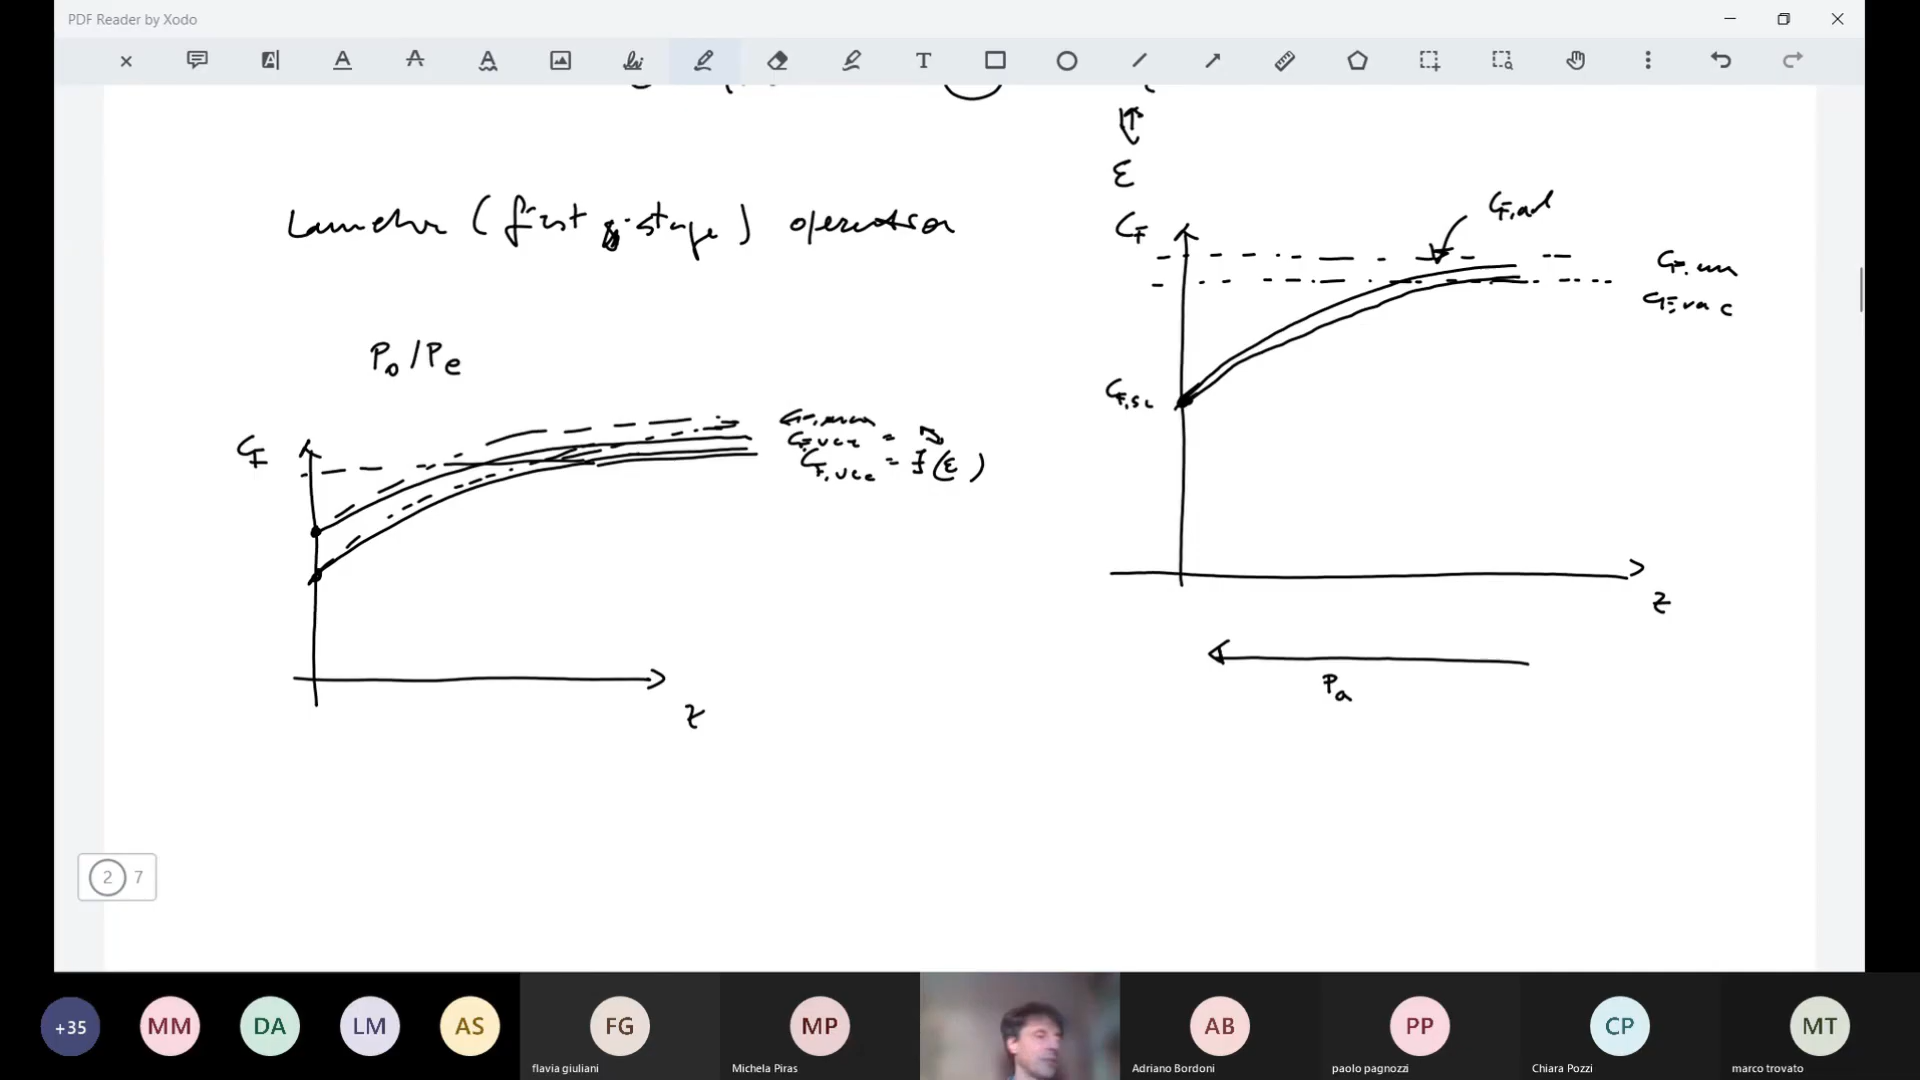 PDF Reader by Xodo
ε
Launcher (first stage) operation
C_F
C_F,ad
C_F,vac
P_0 / P_e
C_F,SL
C_F
C_F,max
C_F,vac = f(ε)
z
P_a
z
2 7
+35
MM
DA
LM
AS
FG
MP
AB
PP
CP
MT
flavia giuliani
Michela Piras
Adriano Bordoni
paolo pagnozzi
Chiara Pozzi
marco trovato